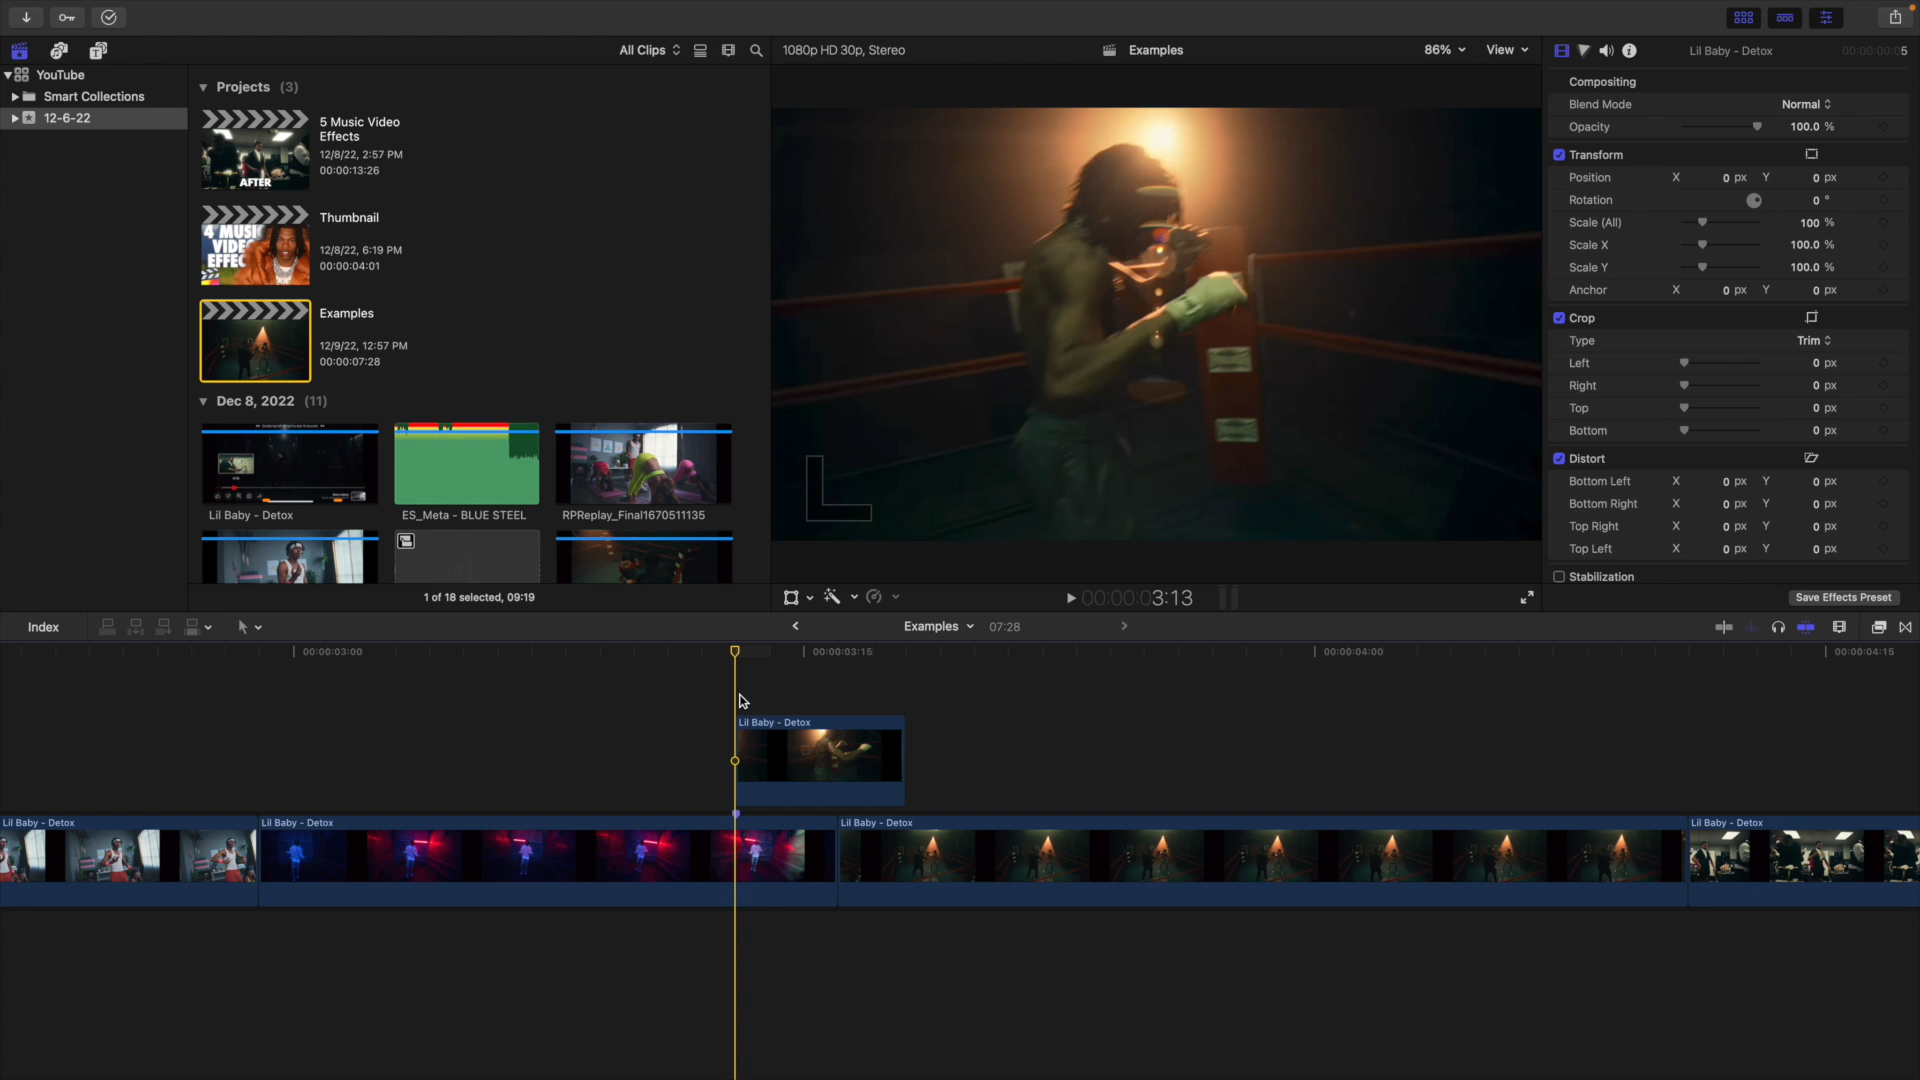 All Clips
1080p HD 30p, Stereo
Examples
86%
View
Lil Baby - Detox
00:00:00:05
YouTube
Smart Collections
12-6-22
Projects (3)
5 Music Video
Effects
12/8/22, 2:57 PM
00:00:13:26
AFTER
Thumbnail
12/8/22, 6:19 PM
00:00:04:01
4 MUSIC
VIDEO
EFFEC
Examples
12/9/22, 12:57 PM
00:00:07:28
Dec 8, 2022 (11)
Lil Baby - Detox
ES_Meta - BLUE STEEL
RPReplay_Final1670511135
1 of 18 selected, 09:19
Compositing
Blend Mode Normal
Opacity 100.0 %
Transform
Position X 0 px Y 0 px
Rotation 0 °
Scale (All) 100 %
Scale X 100.0 %
Scale Y 100.0 %
Anchor X 0 px Y 0 px
Crop
Type Trim
Left 0 px
Right 0 px
Top 0 px
Bottom 0 px
Distort
Bottom Left X 0 px Y 0 px
Bottom Right X 0 px Y 0 px
Top Right X 0 px Y 0 px
Top Left X 0 px Y 0 px
Stabilization
Save Effects Preset
00:00:03:13
Index
Examples
07:28
00:00:03:00
00:00:03:15
00:00:04:00
00:00:04:15
Lil Baby - Detox
Lil Baby - Detox
Lil Baby - Detox
Lil Baby - Detox
Lil Baby - Detox